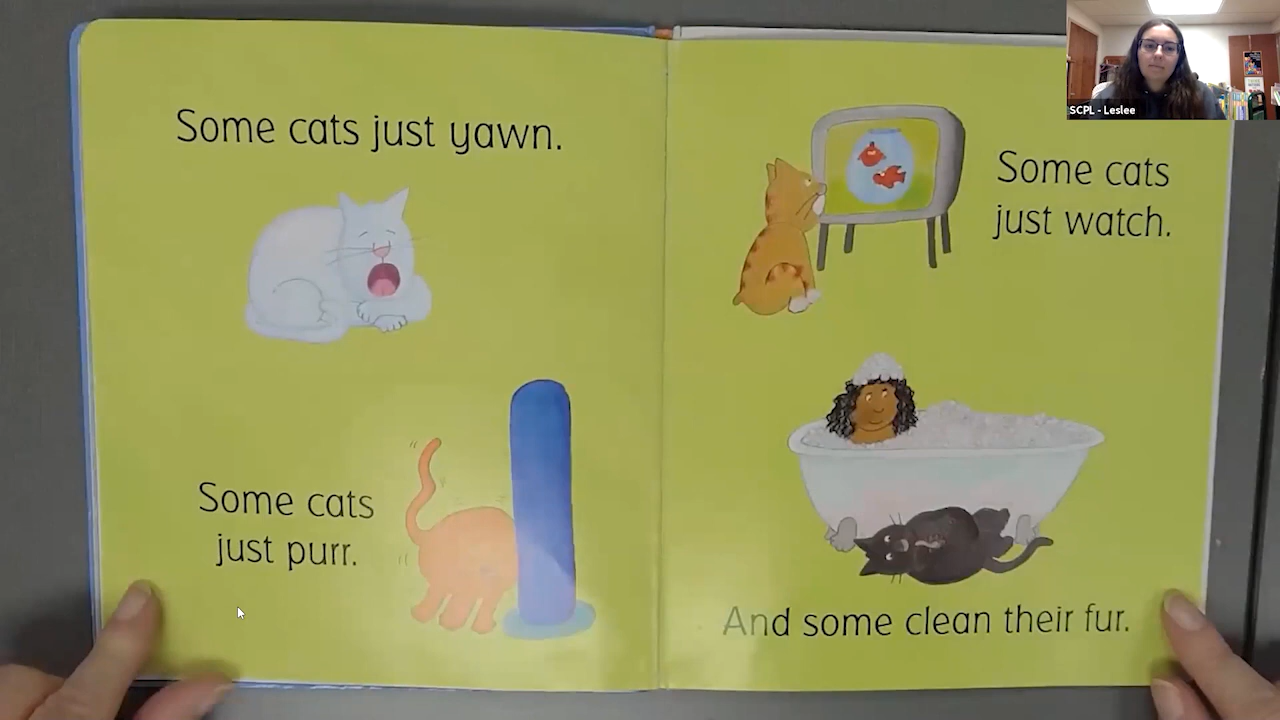 Some cats just yawn.
Some cats
just purr.
Some cats
just watch.
And some clean their fur.
SCPL - Leslee